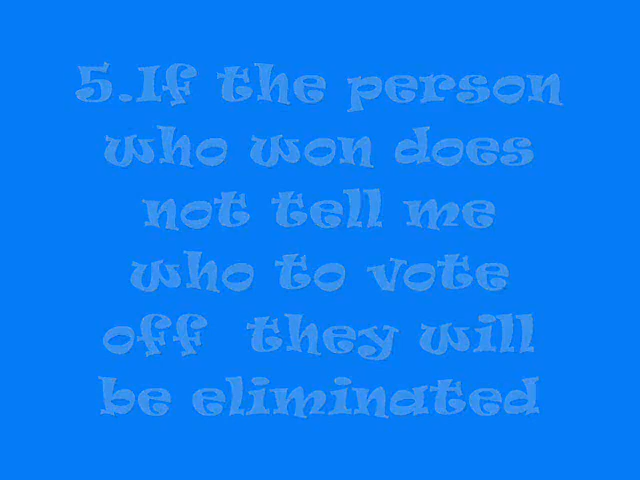 5.If the person
who won does
not tell me
who to vote
off they will
be eliminated